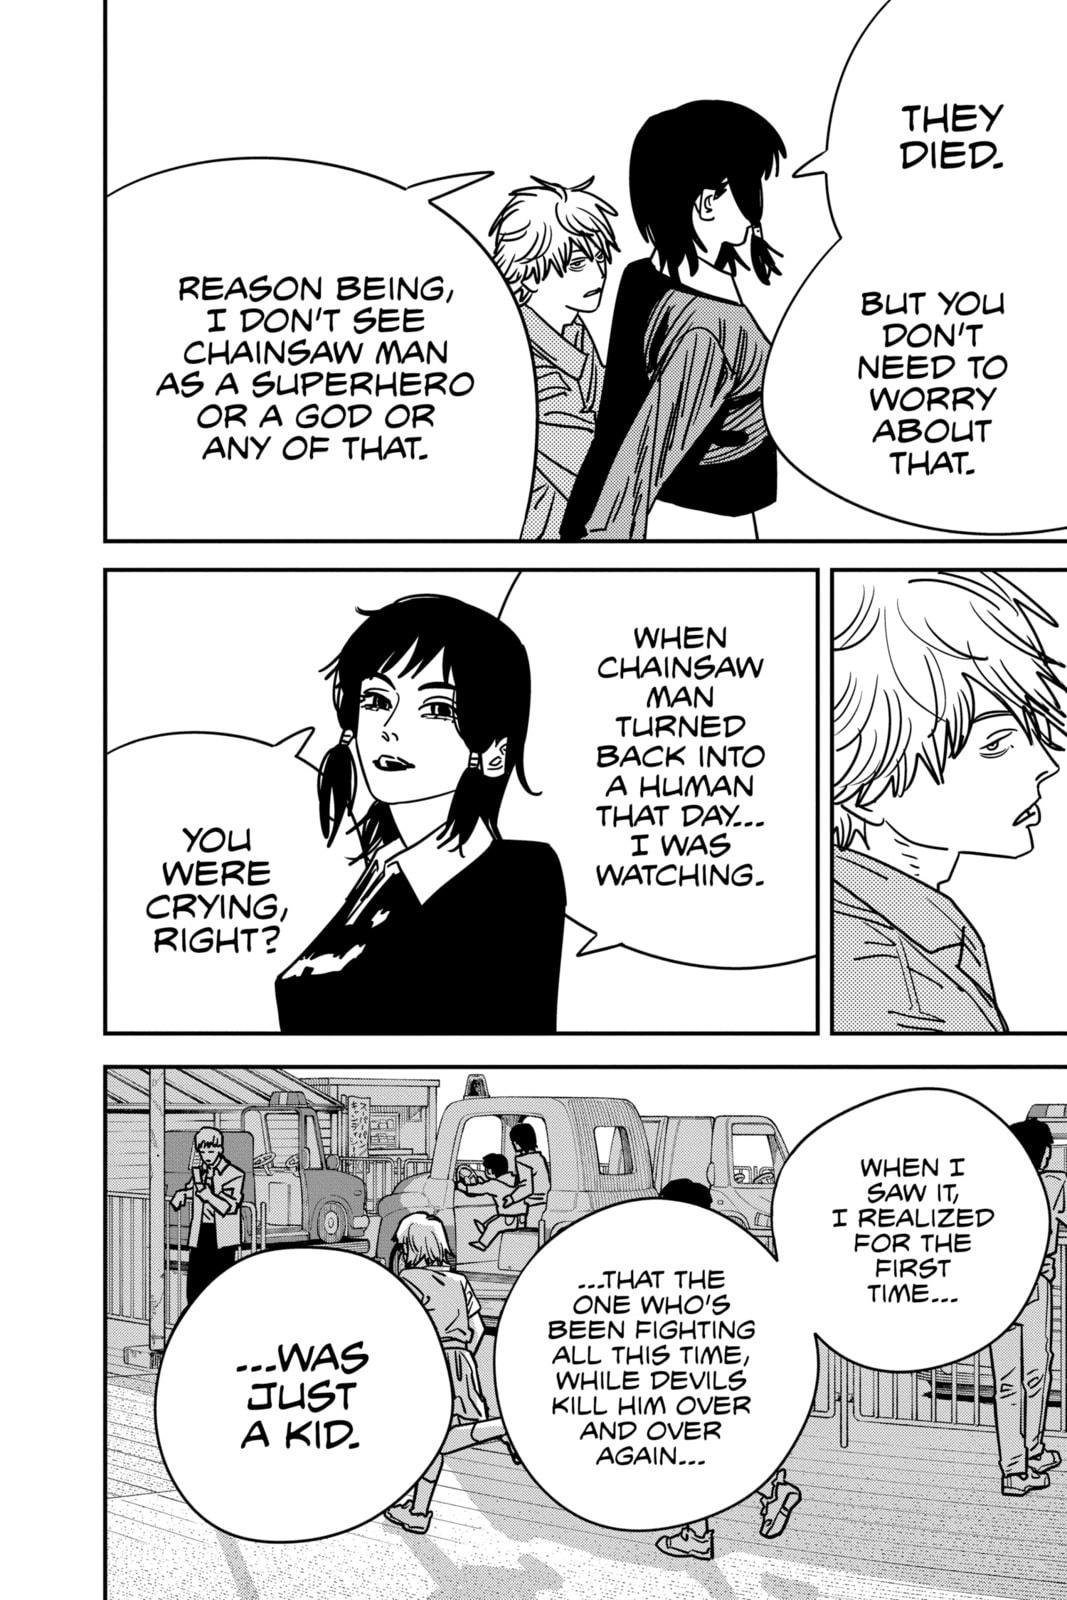 THEY
DIED.
BUT YOU
DON'T
NEED TO
WORRY
ABOUT
THAT.
REASON BEING,
I DON'T SEE
CHAINSAW MAN
AS A SUPERHERO
OR A GOD OR
ANY OF THAT.
WHEN
CHAINSAW
MAN
TURNED
BACK INTO
A HUMAN
THAT DAY...
I WAS
WATCHING.
YOU
WERE
CRYING,
RIGHT?
WHEN I
SAW IT,
I REALIZED
FOR THE
FIRST
TIME...
...THAT THE
ONE WHO'S
BEEN FIGHTING
ALL THIS TIME,
WHILE DEVILS
KILL HIM OVER
AND OVER
AGAIN...
...WAS
JUST
A KID.